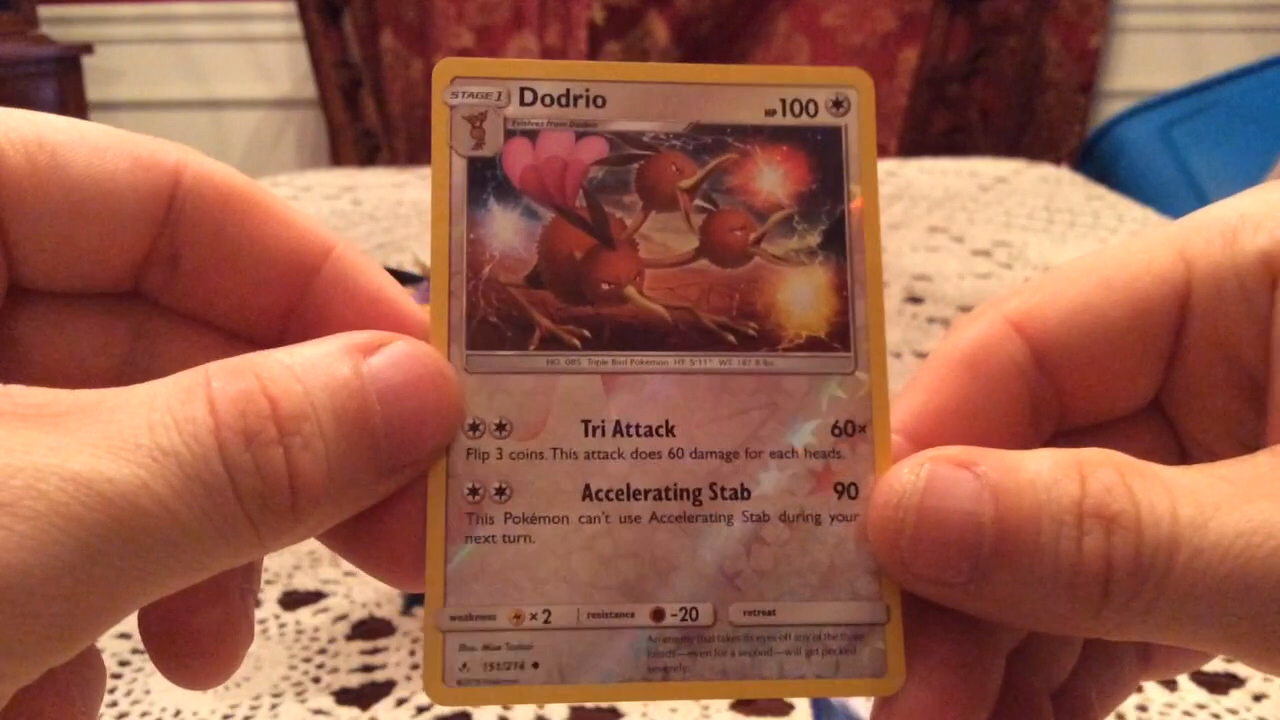 STAGE 1 Dodrio HP 100
Evolves from Doduo
NO. 085 Triple Bird Pokémon HT: 5'11" WT: 187.8 lbs.
Tri Attack 60×
Flip 3 coins. This attack does 60 damage for each heads.
Accelerating Stab 90
This Pokémon can't use Accelerating Stab during your
next turn.
weakness × 2 resistance -20 retreat
Illus.
151/214
An enemy that takes its eyes off any of the three
heads—even for a second—will get pecked
severely.